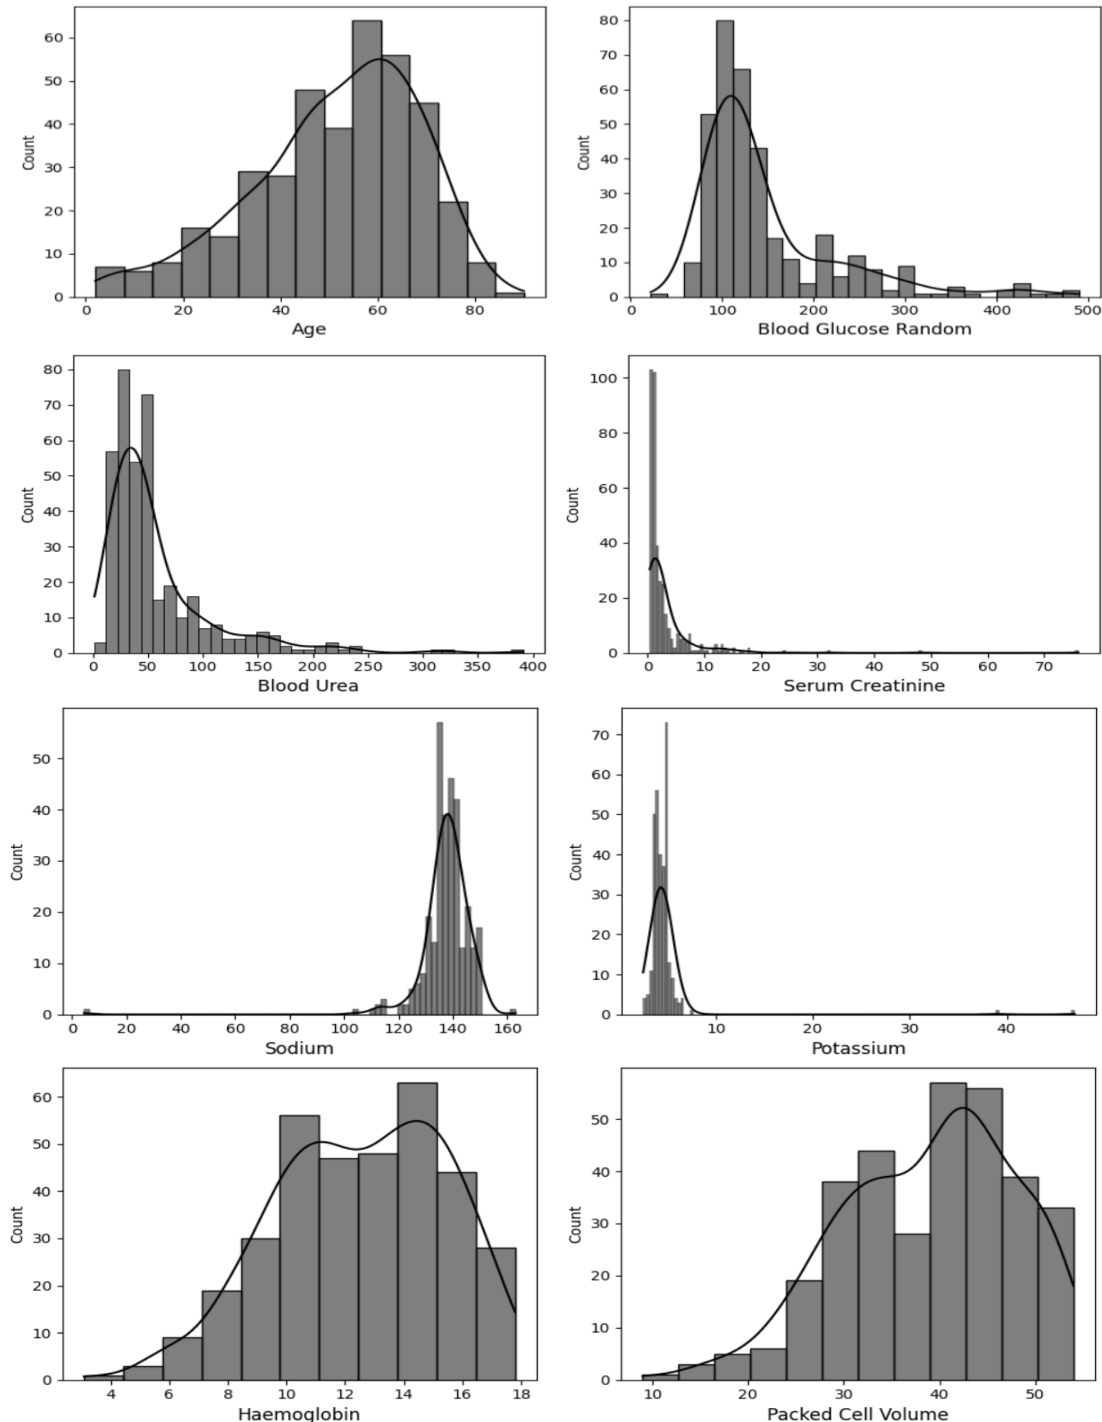 60
50
40
30
20
10
0
Count
0 20 40 60 80
Age
80
70
60
50
40
30
20
10
0
Count
0 100 200 300 400 500
Blood Glucose Random
80
70
60
50
40
30
20
10
0
Count
0 50 100 150 200 250 300 350 400
Blood Urea
100
80
60
40
20
0
Count
0 10 20 30 40 50 60 70
Serum Creatinine
50
40
30
20
10
0
Count
0 20 40 60 80 100 120 140 160
Sodium
70
60
50
40
30
20
10
0
Count
10 20 30 40
Potassium
60
50
40
30
20
10
0
Count
4 6 8 10 12 14 16 18
Haemoglobin
50
40
30
20
10
0
Count
10 20 30 40 50
Packed Cell Volume